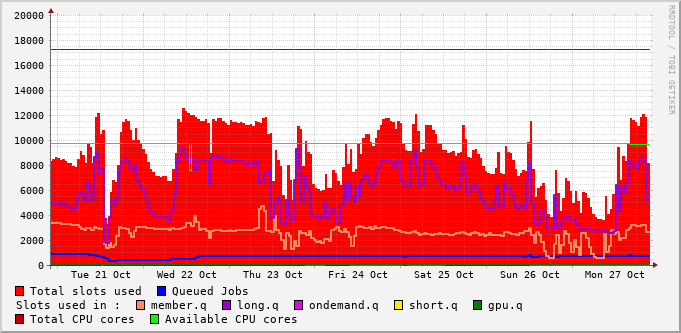 20000
18000
16000
14000
12000
10000
8000
6000
4000
2000
0
Tue 21 Oct Wed 22 Oct Thu 23 Oct Fri 24 Oct Sat 25 Oct Sun 26 Oct Mon 27 Oct
Total slots used Queued Jobs
Slots used in : member.q long.q ondemand.q short.q gpu.q
Total CPU cores Available CPU cores
RRDTOOL / TOBI OETIKER